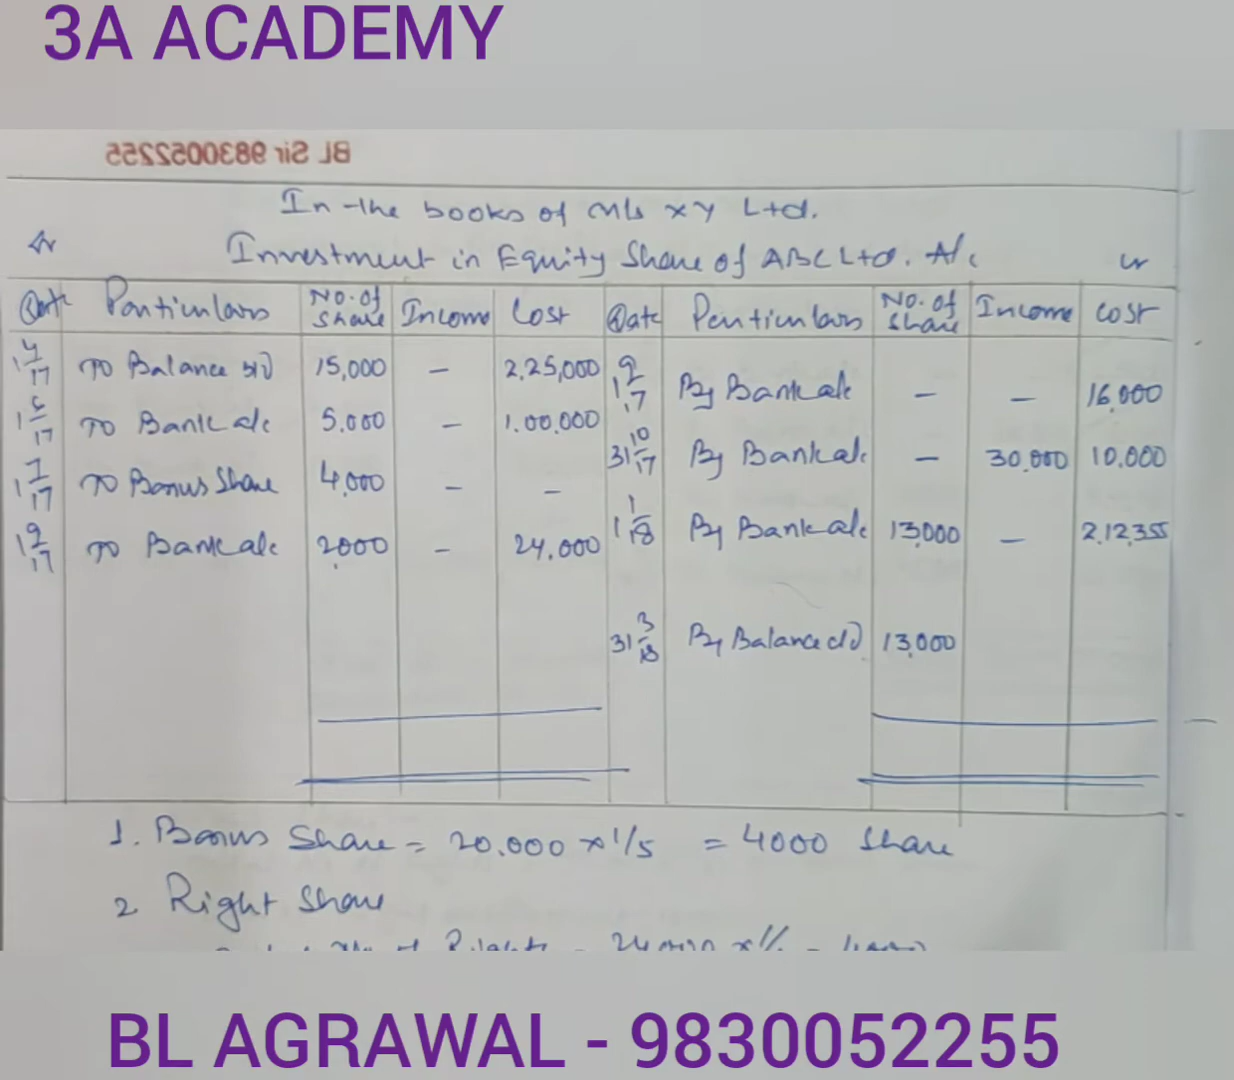 3A ACADEMY
BL Sir 9830052255
In the books of M/s XY Ltd.
Dr Investment in Equity Share of ABC Ltd. A/c Cr
Date Particulars No. of Share Income Cost Date Particulars No. of Share Income Cost
1/4/17 To Balance b/d 15,000 - 2,25,000 1/9/17 By Bank a/c - - 16,000
1/6/17 To Bank a/c 5,000 - 1,00,000 31/10/17 By Bank a/c - 30,000 10,000
1/7/17 To Bonus Share 4,000 - - 1/1/18 By Bank a/c 13,000 - 2,12,355
1/9/17 To Bank a/c 2,000 - 24,000
31/3/18 By Balance c/d 13,000
1. Bonus Share = 20,000 x 1/5 = 4000 Share
2 Right Share
BL AGRAWAL - 9830052255